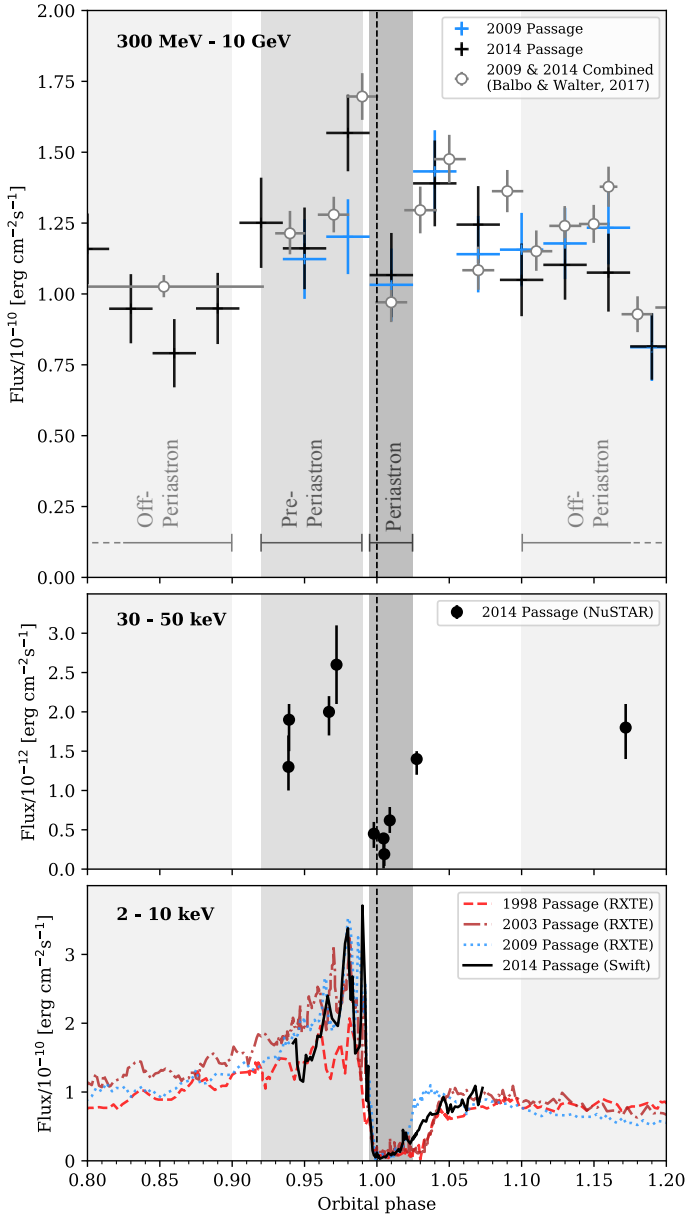 300 MeV - 10 GeV
2009 Passage
2014 Passage
2009 & 2014 Combined
(Balbo & Walter, 2017)
Flux/10⁻¹⁰ [erg cm⁻²s⁻¹]
2.00
1.75
1.50
1.25
1.00
0.75
0.50
0.25
0.00
Off-
Periastron
Pre-
Periastron
Periastron
Off-
Periastron
30 - 50 keV
2014 Passage (NuSTAR)
Flux/10⁻¹² [erg cm⁻²s⁻¹]
3.0
2.5
2.0
1.5
1.0
0.5
0.0
2 - 10 keV
1998 Passage (RXTE)
2003 Passage (RXTE)
2009 Passage (RXTE)
2014 Passage (Swift)
Flux/10⁻¹⁰ [erg cm⁻²s⁻¹]
3
2
1
0
0.80
0.85
0.90
0.95
1.00
1.05
1.10
1.15
1.20
Orbital phase